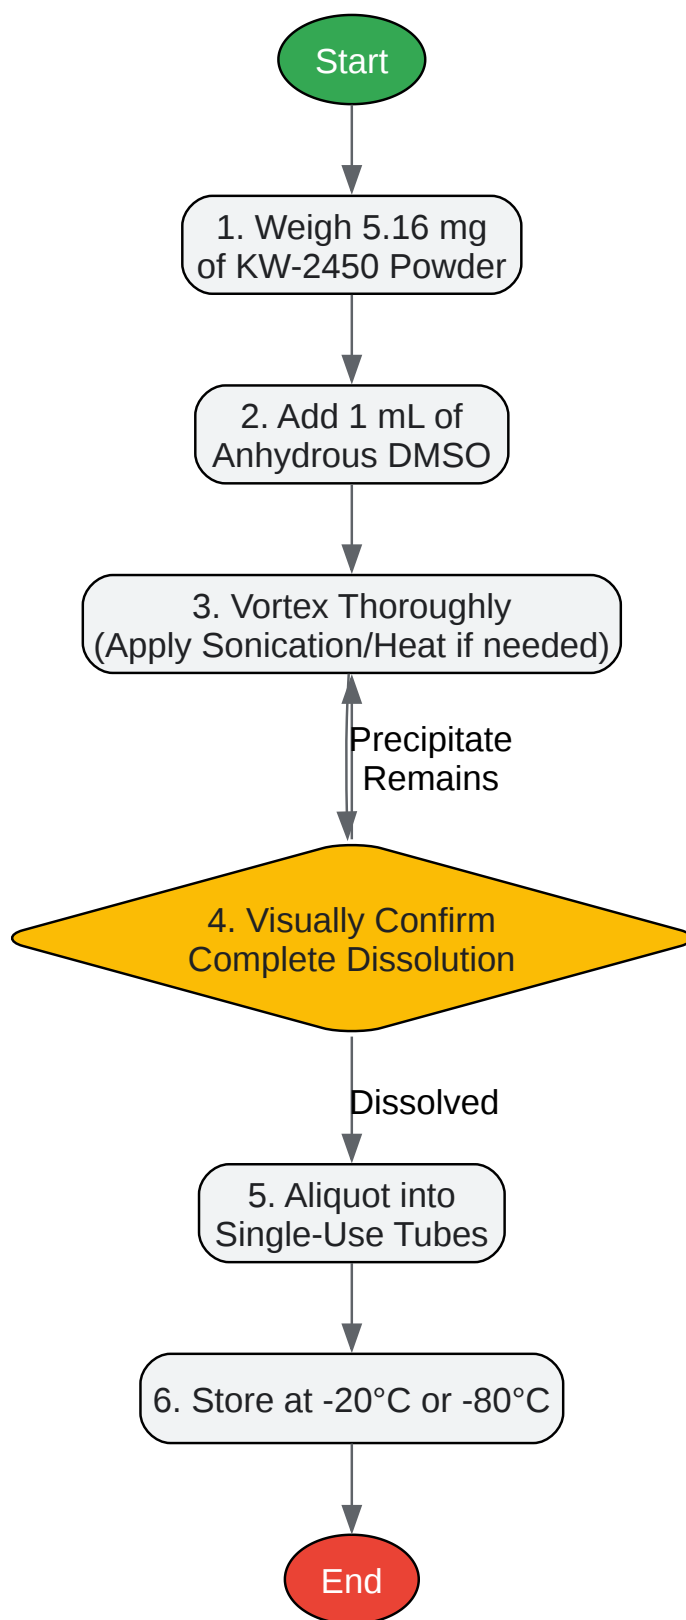 Start
1. Weigh 5.16 mg
of KW-2450 Powder
2. Add 1 mL of
Anhydrous DMSO
3. Vortex Thoroughly
(Apply Sonication/Heat if needed)
Precipitate
Remains
4. Visually Confirm
Complete Dissolution
Dissolved
5. Aliquot into
Single-Use Tubes
6. Store at -20°C or -80°C
End